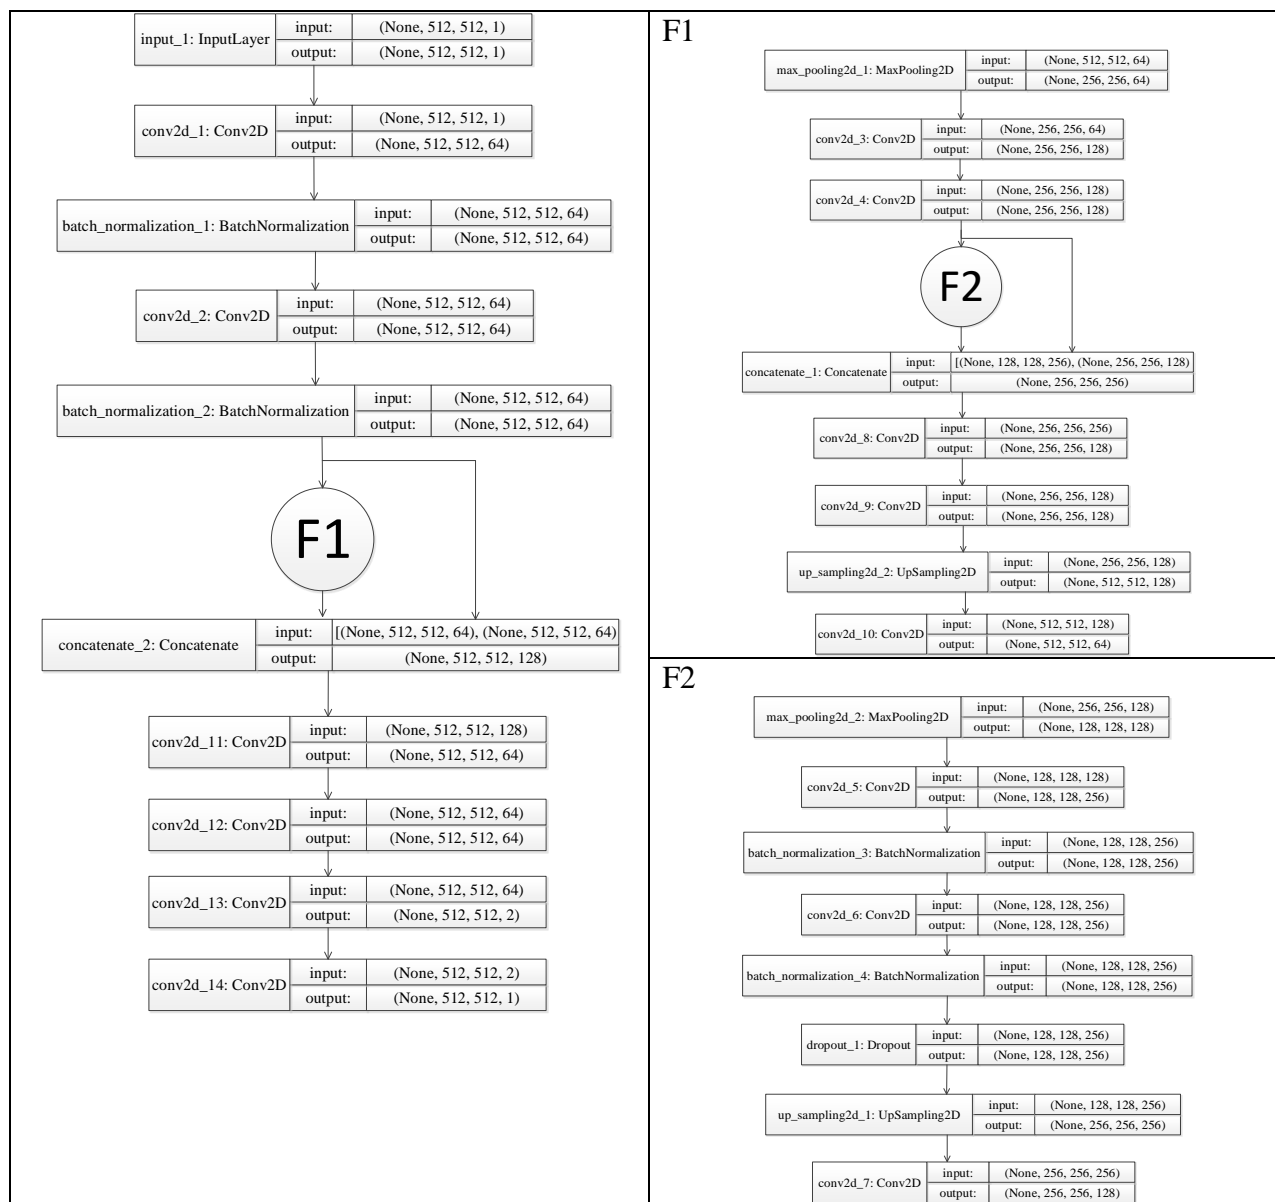 input_1: InputLayer input: (None, 512, 512, 1)
output: (None, 512, 512, 1)
conv2d_1: Conv2D input: (None, 512, 512, 1)
output: (None, 512, 512, 64)
batch_normalization_1: BatchNormalization input: (None, 512, 512, 64)
output: (None, 512, 512, 64)
conv2d_2: Conv2D input: (None, 512, 512, 64)
output: (None, 512, 512, 64)
batch_normalization_2: BatchNormalization input: (None, 512, 512, 64)
output: (None, 512, 512, 64)
F1
concatenate_2: Concatenate input: [(None, 512, 512, 64), (None, 512, 512, 64)
output: (None, 512, 512, 128)
conv2d_11: Conv2D input: (None, 512, 512, 128)
output: (None, 512, 512, 64)
conv2d_12: Conv2D input: (None, 512, 512, 64)
output: (None, 512, 512, 64)
conv2d_13: Conv2D input: (None, 512, 512, 64)
output: (None, 512, 512, 2)
conv2d_14: Conv2D input: (None, 512, 512, 2)
output: (None, 512, 512, 1)
F1
max_pooling2d_1: MaxPooling2D input: (None, 512, 512, 64)
output: (None, 256, 256, 64)
conv2d_3: Conv2D input: (None, 256, 256, 64)
output: (None, 256, 256, 128)
conv2d_4: Conv2D input: (None, 256, 256, 128)
output: (None, 256, 256, 128)
F2
concatenate_1: Concatenate input: [(None, 128, 128, 256), (None, 256, 256, 128)
output: (None, 256, 256, 256)
conv2d_8: Conv2D input: (None, 256, 256, 256)
output: (None, 256, 256, 128)
conv2d_9: Conv2D input: (None, 256, 256, 128)
output: (None, 256, 256, 128)
up_sampling2d_2: UpSampling2D input: (None, 256, 256, 128)
output: (None, 512, 512, 128)
conv2d_10: Conv2D input: (None, 512, 512, 128)
output: (None, 512, 512, 64)
F2
max_pooling2d_2: MaxPooling2D input: (None, 256, 256, 128)
output: (None, 128, 128, 128)
conv2d_5: Conv2D input: (None, 128, 128, 128)
output: (None, 128, 128, 256)
batch_normalization_3: BatchNormalization input: (None, 128, 128, 256)
output: (None, 128, 128, 256)
conv2d_6: Conv2D input: (None, 128, 128, 256)
output: (None, 128, 128, 256)
batch_normalization_4: BatchNormalization input: (None, 128, 128, 256)
output: (None, 128, 128, 256)
dropout_1: Dropout input: (None, 128, 128, 256)
output: (None, 128, 128, 256)
up_sampling2d_1: UpSampling2D input: (None, 128, 128, 256)
output: (None, 256, 256, 256)
conv2d_7: Conv2D input: (None, 256, 256, 256)
output: (None, 256, 256, 128)